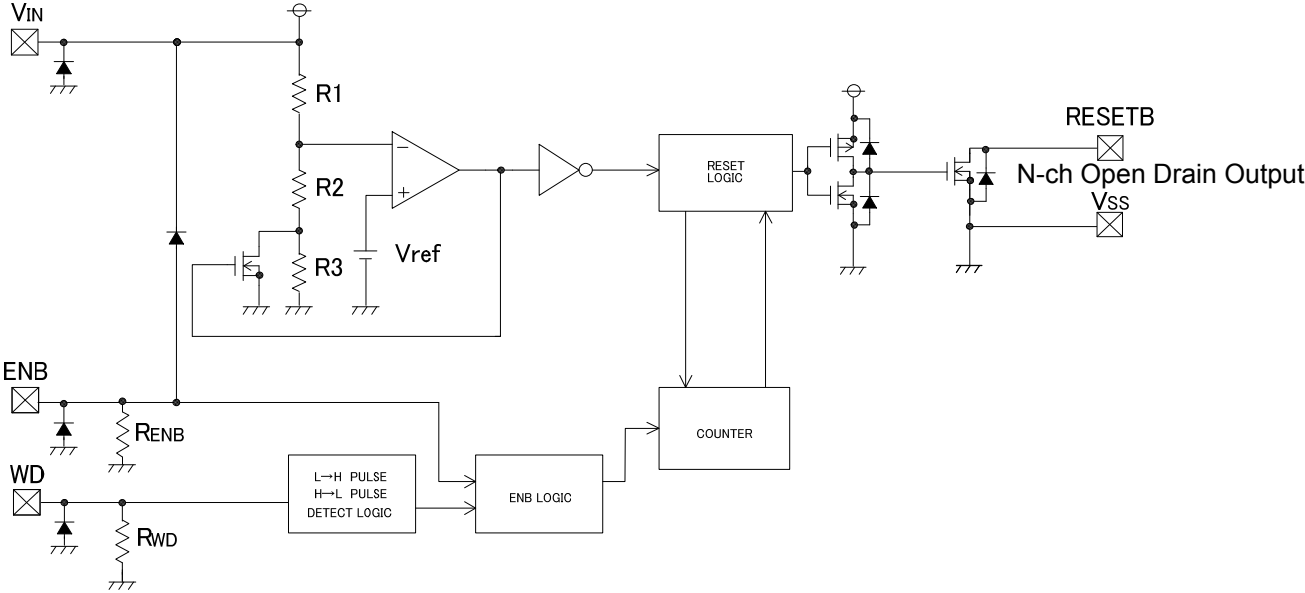 VIN
R1
R2
R3
Vref
RESET
LOGIC
RESETB
N-ch Open Drain Output
VSS
ENB
RENB
COUNTER
WD
RWD
L→H PULSE
H→L PULSE
DETECT LOGIC
ENB LOGIC